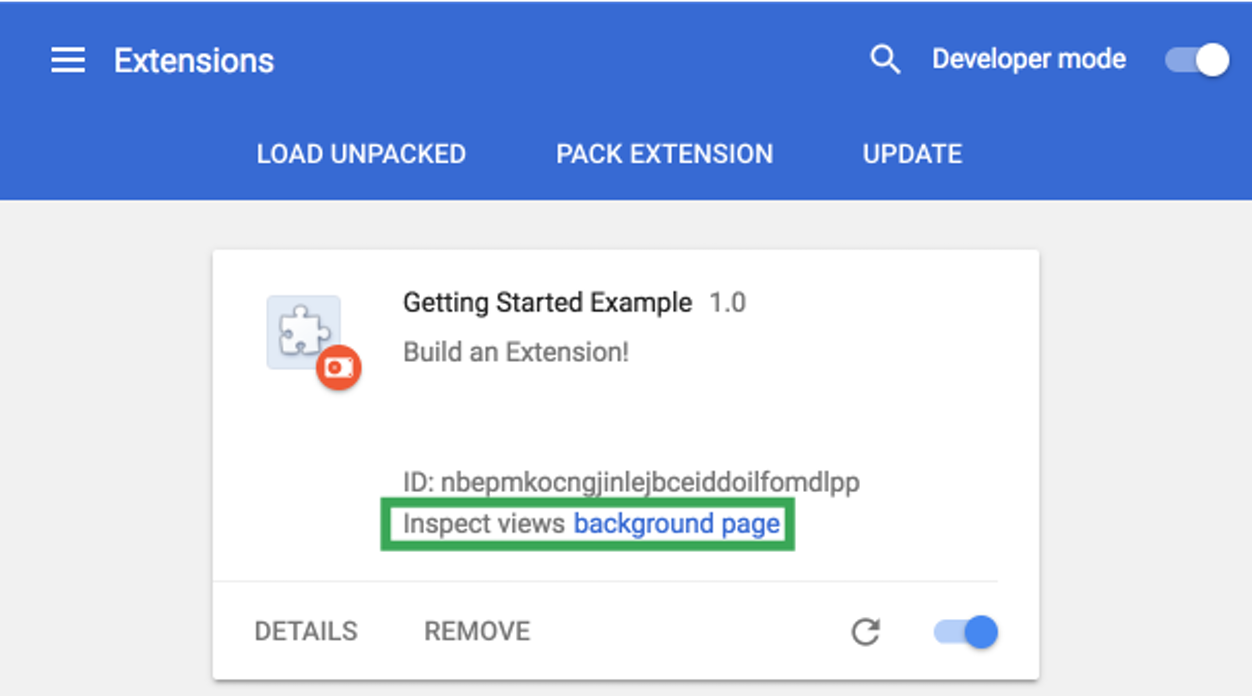 Extensions
Developer mode
LOAD UNPACKED PACK EXTENSION UPDATE
Getting Started Example 1.0
Build an Extension!
ID: nbepmkocngjinlejbceiddoilfomdlpp
Inspect views background page
DETAILS REMOVE